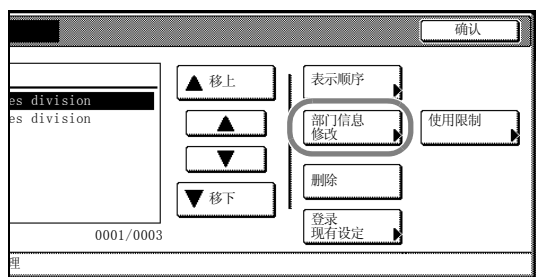 确认
▲ 移上
表示顺序
es division
es division
▲
部门信息
修改
使用限制
▼
删除
▼ 移下
登录
现有设定
0001/0003
理